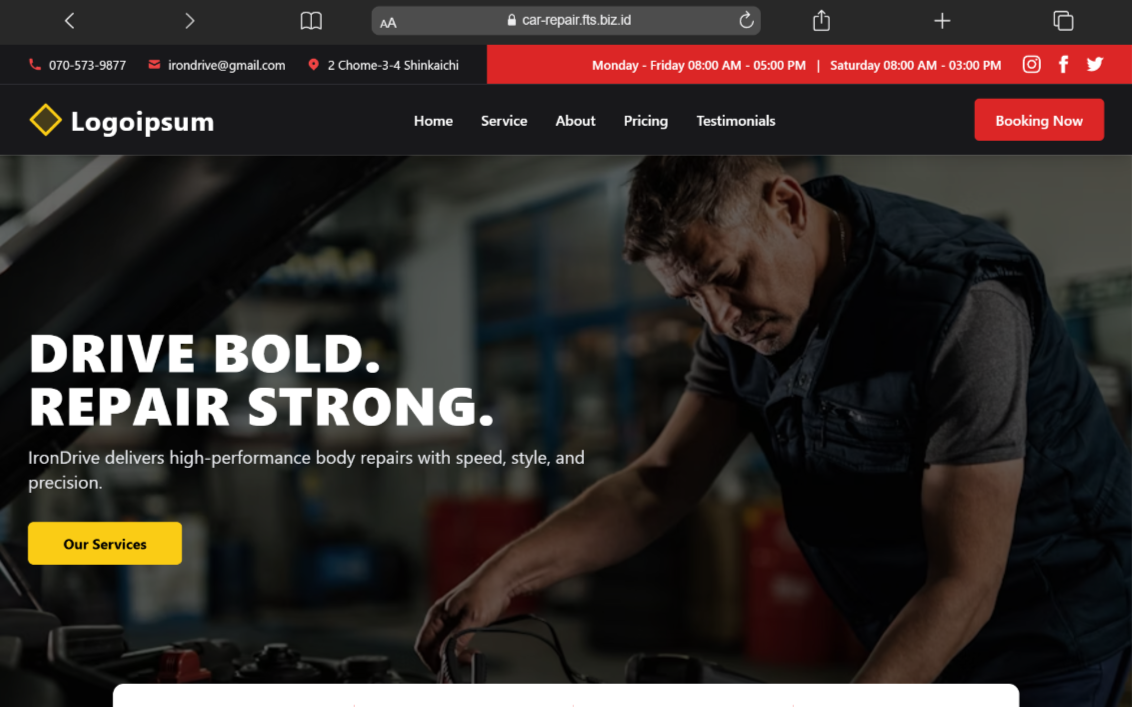 AA car-repair.fts.biz.id
070-573-9877 irondrive@gmail.com 2 Chome-3-4 Shinkaichi Monday - Friday 08:00 AM - 05:00 PM | Saturday 08:00 AM - 03:00 PM
Logoipsum Home Service About Pricing Testimonials Booking Now
DRIVE BOLD.
REPAIR STRONG.
IronDrive delivers high-performance body repairs with speed, style, and
precision.
Our Services